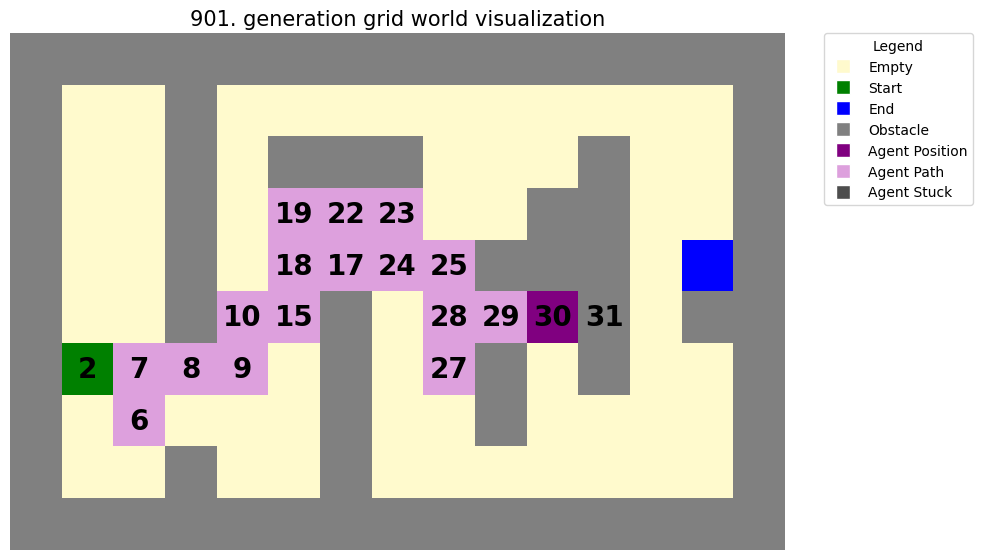 901. generation grid world visualization
Legend
Empty
Start
End
Obstacle
Agent Position
Agent Path
Agent Stuck
19 22 23
18 17 24 25
10 15 28 29 30 31
2 7 8 9 27
6